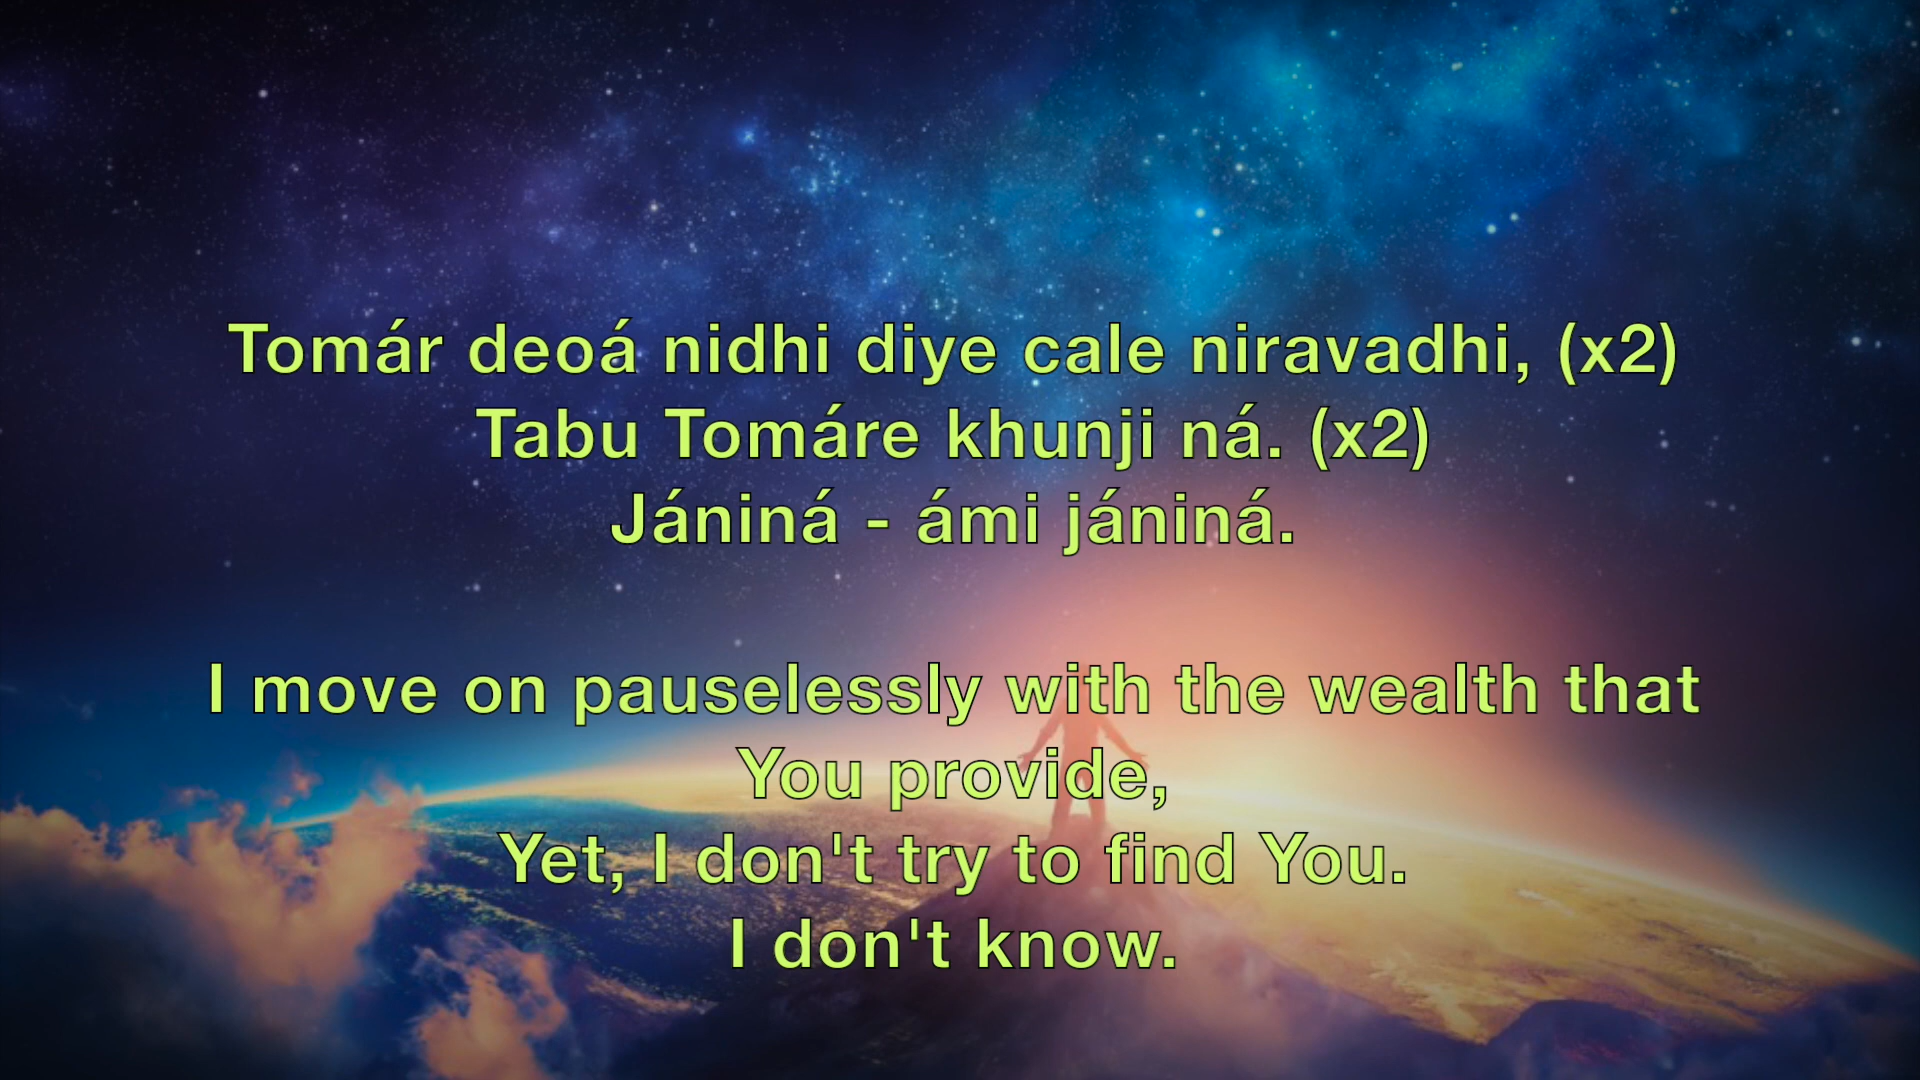 Tomár deoá nidhi diye cale niravadhi, (x2)
Tabu Tomáre khunji ná. (x2)
Jániná - ámi jániná.
I move on pauselessly with the wealth that
You provide,
Yet, I don't try to find You.
I don't know.